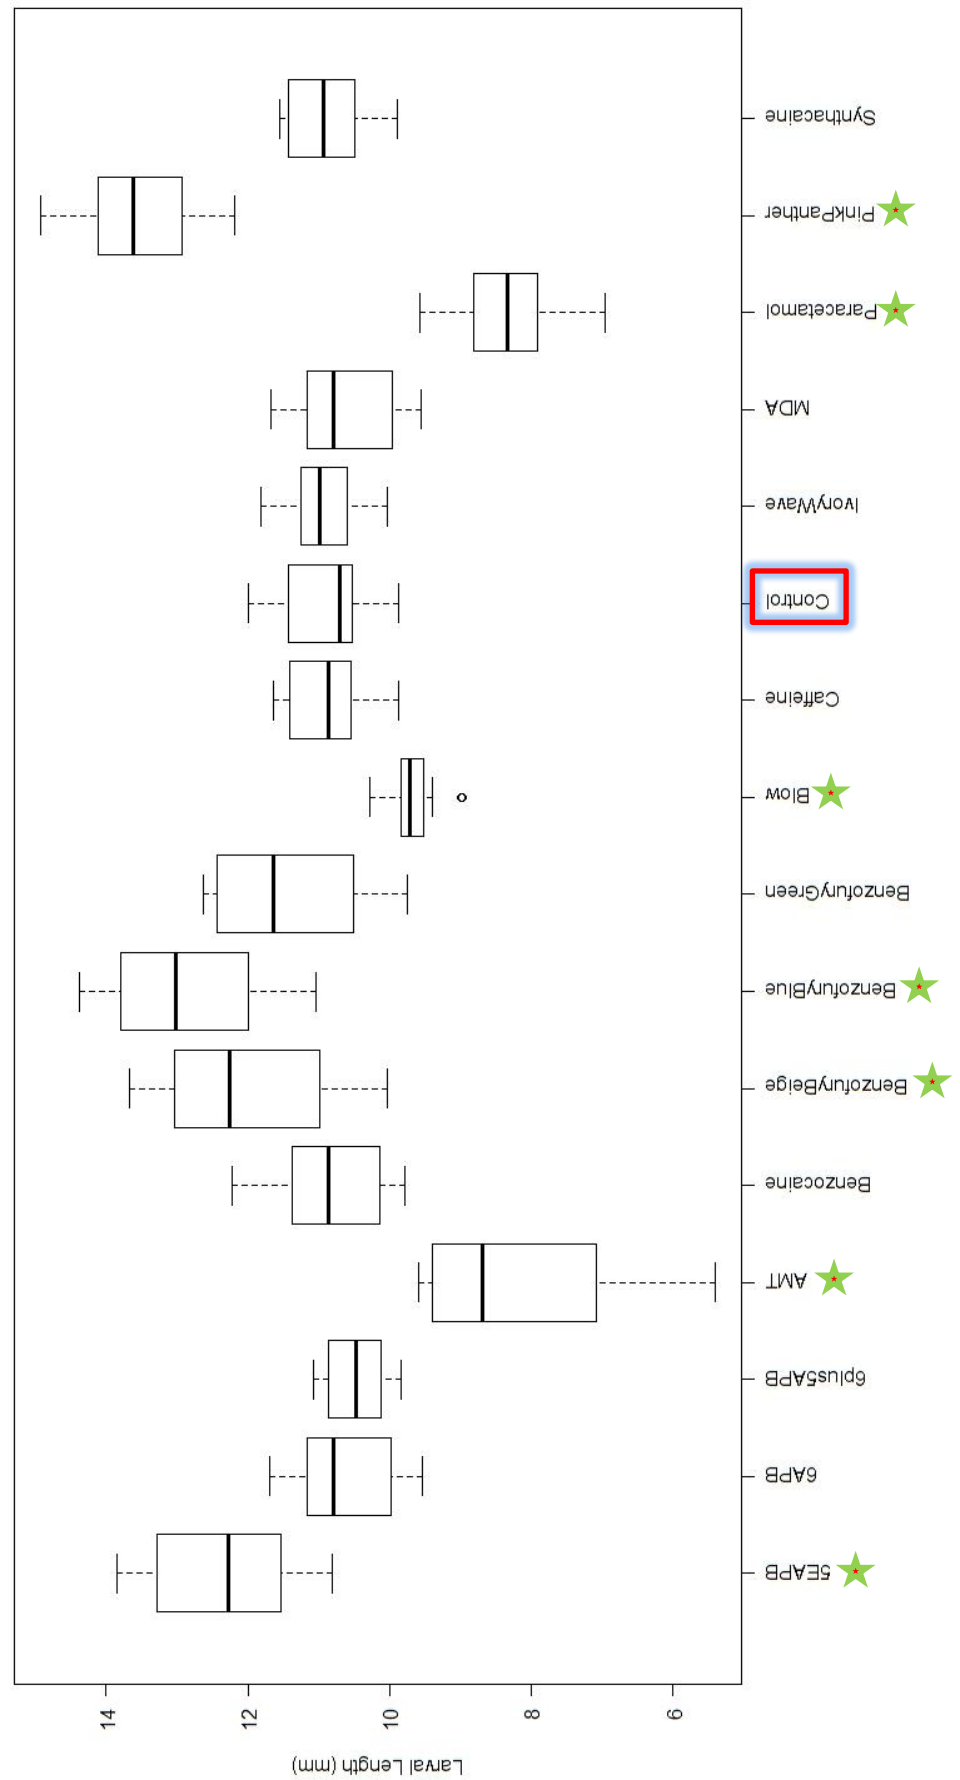 Synthacaine
PinkPanther
Paracetamol
MDA
IvoryWave
Control
Caffeine
Blow
BenzofuryGreen
BenzofuryBlue
BenzofuryBeige
Benzocaine
AMT
6plus5APB
6APB
5EAPB
14
12
10
8
6
Larval Length (mm)